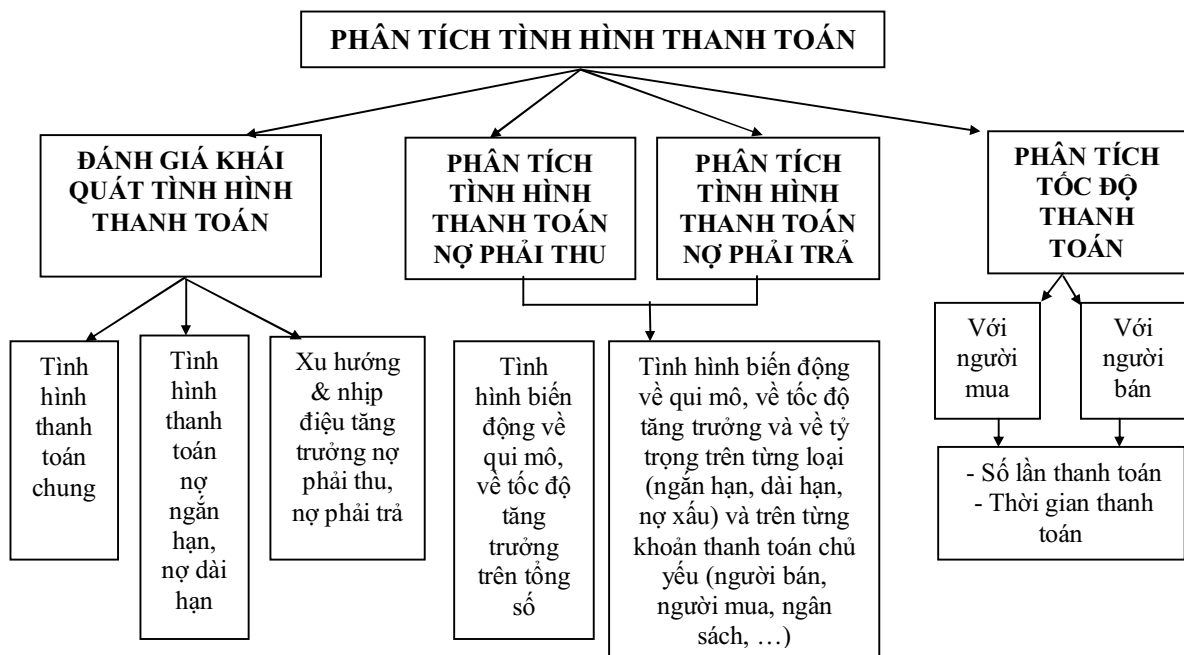 PHÂN TÍCH TÌNH HÌNH THANH TOÁN
ĐÁNH GIÁ KHÁI
QUÁT TÌNH HÌNH
THANH TOÁN
PHÂN TÍCH
TÌNH HÌNH
THANH TOÁN
NỢ PHẢI THU
PHÂN TÍCH
TÌNH HÌNH
THANH TOÁN
NỢ PHẢI TRẢ
PHÂN TÍCH
TỐC ĐỘ
THANH
TOÁN
Tình
hình
thanh
toán
chung
Tình
hình
thanh
toán
nợ
ngắn
hạn,
nợ dài
hạn
Xu hướng
& nhịp
điệu tăng
trưởng nợ
phải thu,
nợ phải trả
Tình
hình biến
động về
qui mô,
về tốc độ
tăng
trưởng
trên tổng
số
Tình hình biến động
về qui mô, về tốc độ
tăng trưởng và về tỷ
trọng trên từng loại
(ngắn hạn, dài hạn,
nợ xấu) và trên từng
khoản thanh toán chủ
yếu (người bán,
người mua, ngân
sách, …)
Với
người
mua
Với
người
bán
- Số lần thanh toán
- Thời gian thanh
toán